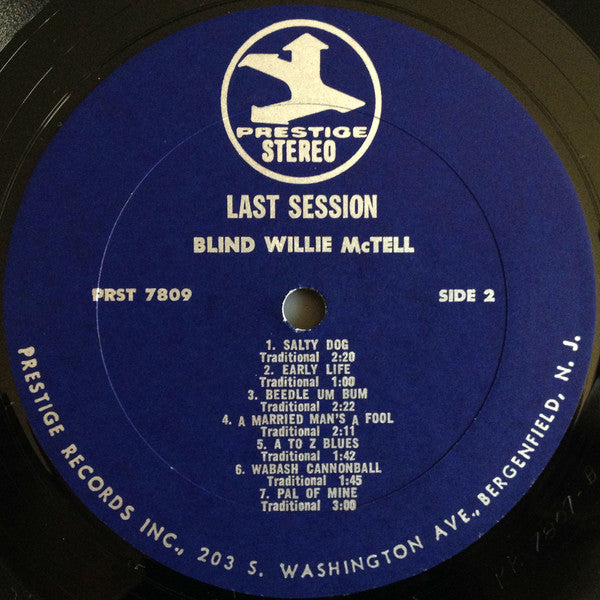 PRESTIGE
STEREO
LAST SESSION
BLIND WILLIE McTELL
PRST 7809
SIDE 2
1. SALTY DOG
Traditional 2:20
2. EARLY LIFE
Traditional 1:00
3. BEEDLE UM BUM
Traditional 2:22
4. A MARRIED MAN'S A FOOL
Traditional 2:11
5. A TO Z BLUES
Traditional 1:42
6. WABASH CANNONBALL
Traditional 1:45
7. PAL OF MINE
Traditional 3:00
PRESTIGE RECORDS INC., 203 S. WASHINGTON AVE., BERGENFIELD, N. J.